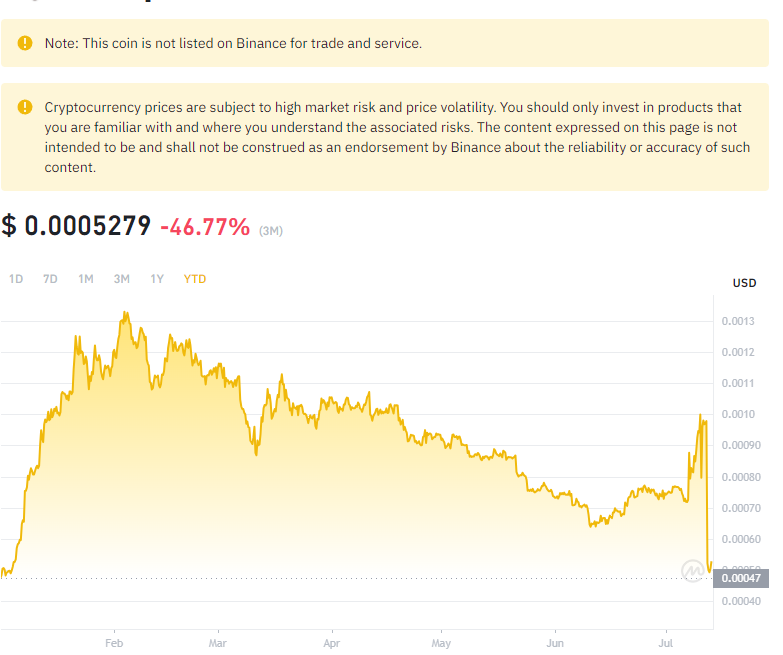 Note: This coin is not listed on Binance for trade and service.
Cryptocurrency prices are subject to high market risk and price volatility. You should only invest in products that
you are familiar with and where you understand the associated risks. The content expressed on this page is not
intended to be and shall not be construed as an endorsement by Binance about the reliability or accuracy of such
content.
$ 0.0005279 -46.77% (3M)
1D 7D 1M 3M 1Y YTD
USD
0.0013
0.0012
0.0011
0.0010
0.00090
0.00080
0.00070
0.00060
0.00047
0.00040
Feb Mar Apr May Jun Jul